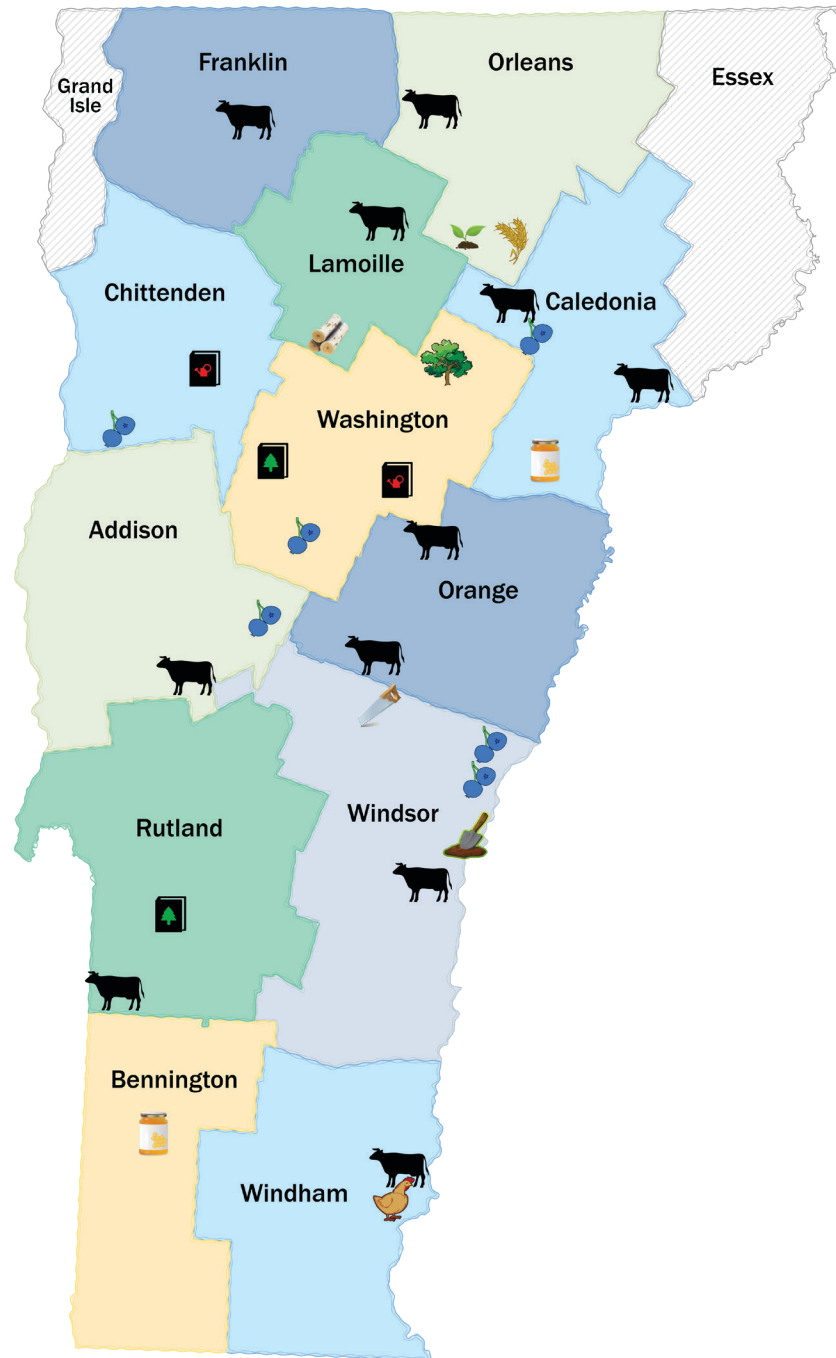 Franklin
Orleans
Essex
Grand
Isle
Lamoille
Chittenden
Caledonia
Washington
Addison
Orange
Windsor
Rutland
Bennington
Windham